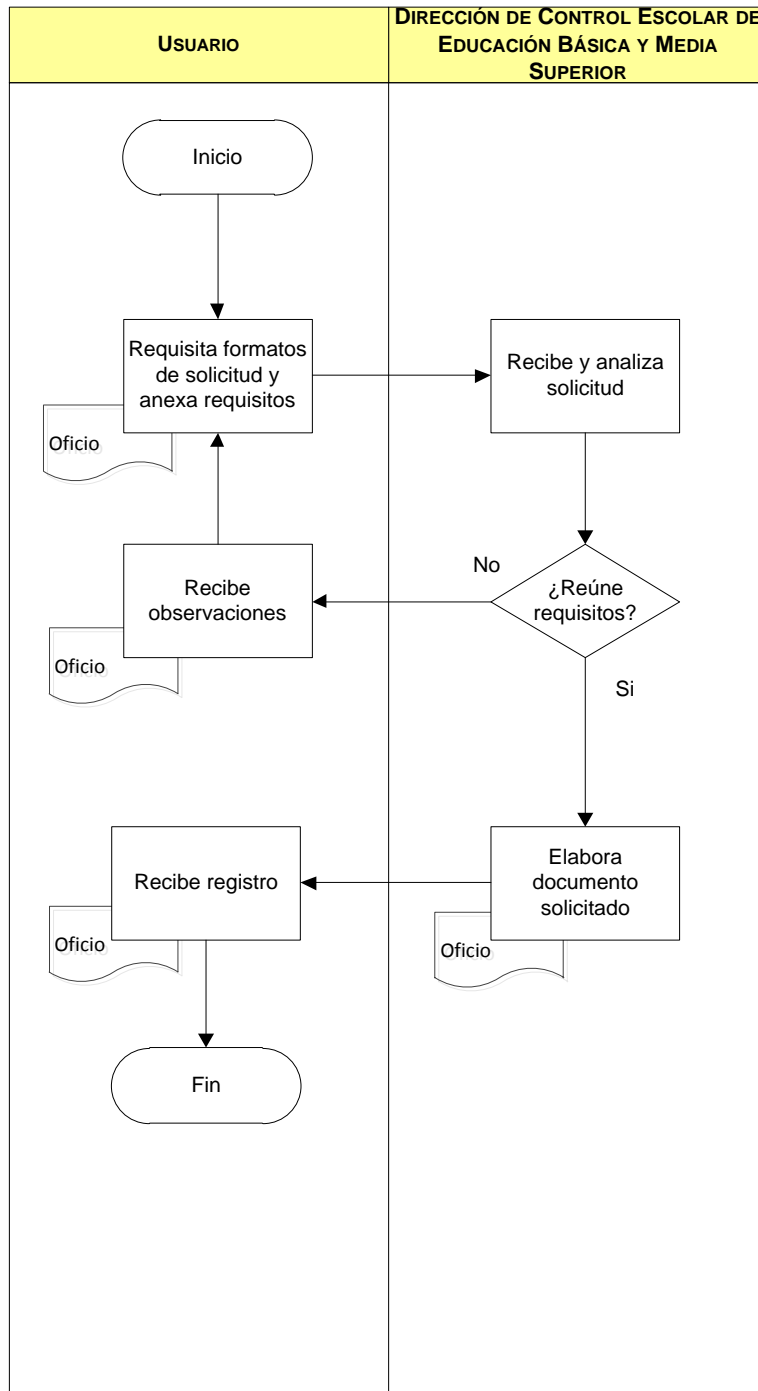 USUARIO
DIRECCIÓN DE CONTROL ESCOLAR DE
EDUCACIÓN BÁSICA Y MEDIA
SUPERIOR
Inicio
Requisita formatos
de solicitud y
anexa requisitos
Oficio
Recibe y analiza
solicitud
No
¿Reúne
requisitos?
Recibe
observaciones
Oficio
Si
Elabora
documento
solicitado
Oficio
Recibe registro
Oficio
Fin